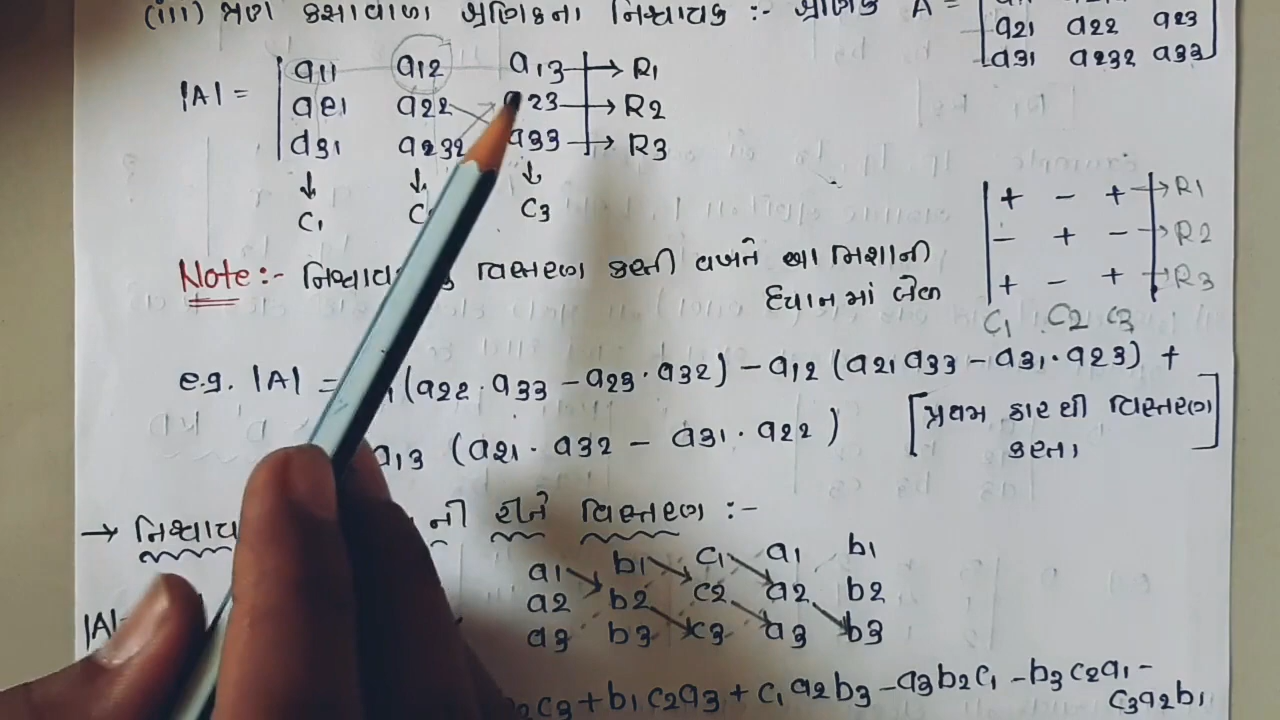 (iii) ત્રણ કક્ષાવાળા શ્રેણિકના નિશ્ચાયક :- શ્રેણિક A =
a21 a22 a23
a31 a232 a33
|A| =
a11 a12 a13 → R1
a21 a22 a23 → R2
a31 a232 a33 → R3
↓ ↓ ↓
C1 C C3
+ - + → R1
- + - → R2
+ - + → R3
C1 C2 C3
Note:- વિસ્તરણ કરતી વખતે આ નિશાની
ધ્યાનમાં લેવા
e.g. |A| = (a22 . a33 - a23 . a32) - a12 (a21 a33 - a31 . a23) +
a13 (a21 . a32 - a31 . a22) [પ્રથમ હારથી વિસ્તરણ
કરતા]
→ ની રીતે વિસ્તરણ :-
a1 b1 c1 a1 b1
a2 b2 c2 a2 b2
a3 b3 c3 a3 b3
|A|
c3 + b1 c2 a3 + c1 a2 b3 - a3 b2 c1 - b3 c2 a1 -
c3 a2 b1